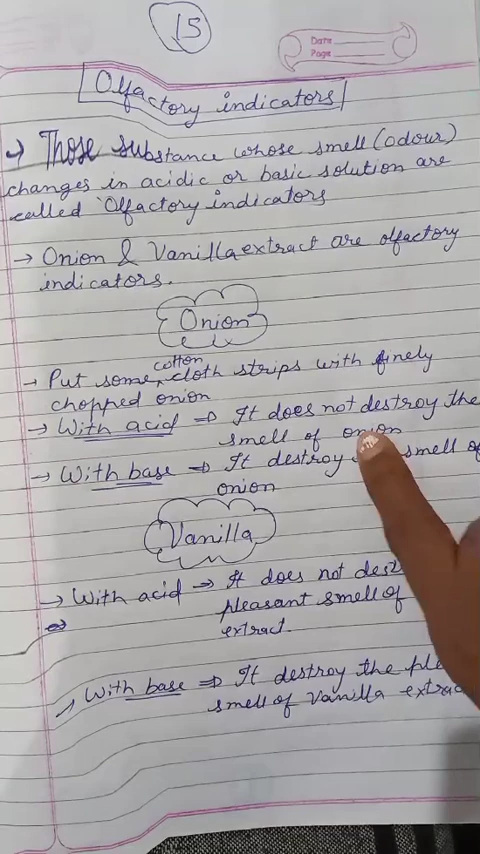 15
Date
Page
Olfactory indicators
→ Those substance whose smell (odour)
changes in acidic or basic solution are
called Olfactory indicators
→ Onion & Vanilla extract are olfactory
indicators.
Onion
→ Put some cotton cloth strips with finely
chopped onion
→ With acid ⇒ It does not destroy the
smell of onion
→ With base ⇒ It destroy smell of
onion
Vanilla
→ With acid → It does not
pleasant smell of
extract.
→ With base ⇒ It destroy the
smell of Vanilla